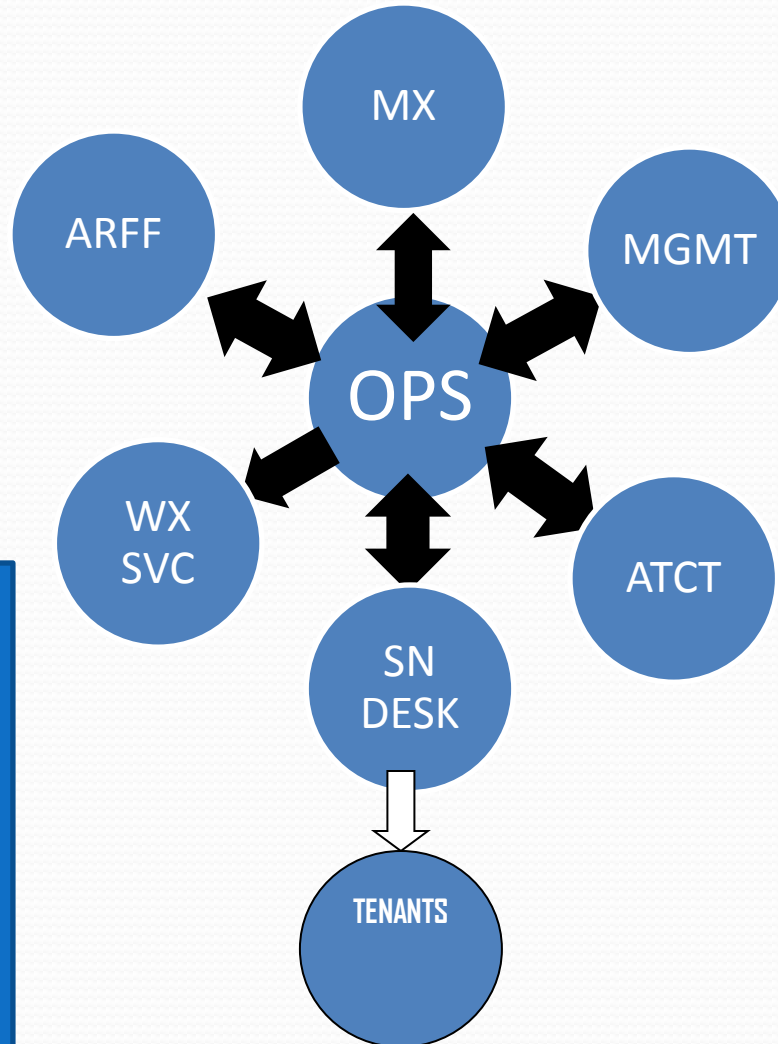 MX
ARFF
MGMT
OPS
WX
SVC
ATCT
SN
DESK
TENANTS